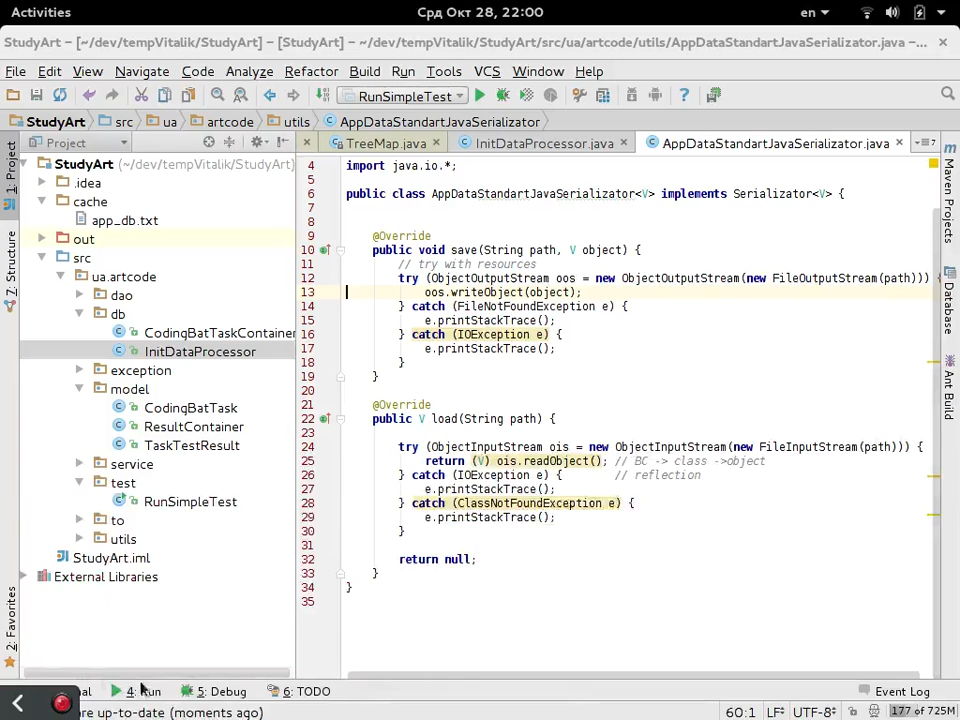 Activities
Срд Окт 28, 22:00
en
StudyArt – [~/dev/tempVitalik/StudyArt] – [StudyArt] – ~/dev/tempVitalik/StudyArt/src/ua/artcode/utils/AppDataStandartJavaSerializator.java –...
File Edit View Navigate Code Analyze Refactor Build Run Tools VCS Window Help
RunSimpleTest
StudyArt src ua artcode utils AppDataStandartJavaSerializator
Project
TreeMap.java InitDataProcessor.java AppDataStandartJavaSerializator.java
1: Project
7: Structure
2: Favorites
StudyArt (~/dev/tempVitalik/StudyArt)
.idea
cache
app_db.txt
out
src
ua.artcode
dao
db
CodingBatTaskContainer
InitDataProcessor
exception
model
CodingBatTask
ResultContainer
TaskTestResult
service
test
RunSimpleTest
to
utils
StudyArt.iml
External Libraries
4 import java.io.*;
5
6 public class AppDataStandartJavaSerializator<V> implements Serializator<V> {
7
8
9 @Override
10 public void save(String path, V object) {
11 // try with resources
12 try (ObjectOutputStream oos = new ObjectOutputStream(new FileOutputStream(path))) {
13 oos.writeObject(object);
14 } catch (FileNotFoundException e) {
15 e.printStackTrace();
16 } catch (IOException e) {
17 e.printStackTrace();
18 }
19 }
20
21 @Override
22 public V load(String path) {
23
24 try (ObjectInputStream ois = new ObjectInputStream(new FileInputStream(path))) {
25 return (V) ois.readObject(); // BC -> class ->object
26 } catch (IOException e) { // reflection
27 e.printStackTrace();
28 } catch (ClassNotFoundException e) {
29 e.printStackTrace();
30 }
31
32 return null;
33 }
34 }
35
Maven Projects
Database
Ant Build
4: Run 5: Debug 6: TODO Event Log
up-to-date (moments ago)
60:1 LF UTF-8 177 of 725M